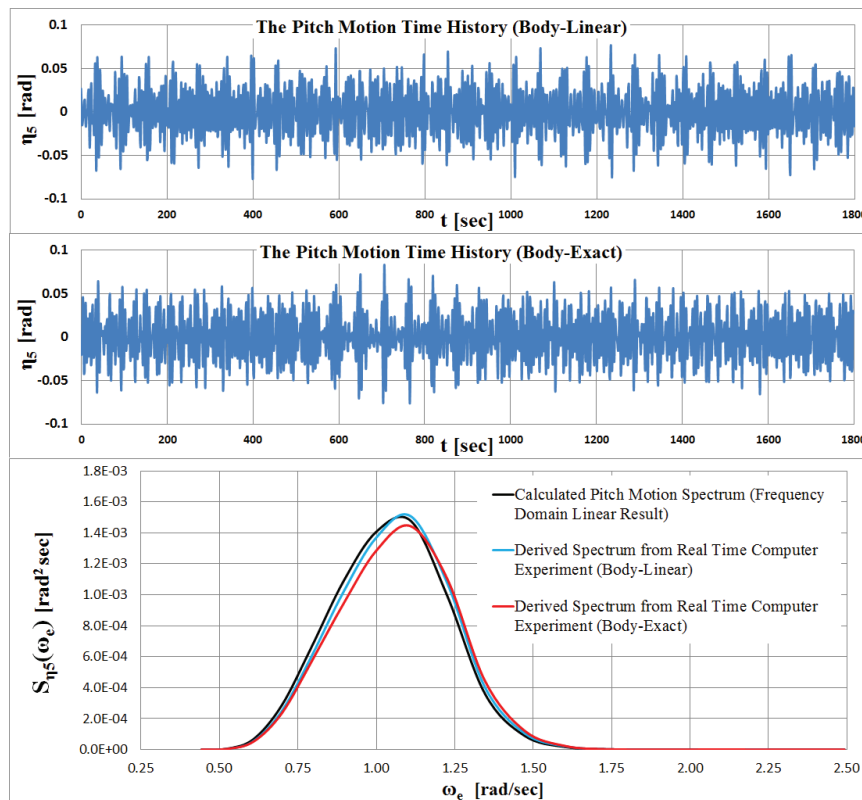 The Pitch Motion Time History (Body-Linear)
η5 [rad]
0.1
0.05
0
-0.05
-0.1
0 200 400 600 800 1000 1200 1400 1600 1800
t [sec]
The Pitch Motion Time History (Body-Exact)
η5 [rad]
0.1
0.05
0
-0.05
-0.1
0 200 400 600 800 1000 1200 1400 1600 1800
t [sec]
Sη5(ωe) [rad² sec]
1.8E-03
1.6E-03
1.4E-03
1.2E-03
1.0E-03
8.0E-04
6.0E-04
4.0E-04
2.0E-04
0.0E+00
Calculated Pitch Motion Spectrum (Frequency
Domain Linear Result)
Derived Spectrum from Real Time Computer
Experiment (Body-Linear)
Derived Spectrum from Real Time Computer
Experiment (Body-Exact)
0.25 0.50 0.75 1.00 1.25 1.50 1.75 2.00 2.25 2.50
ωe [rad/sec]